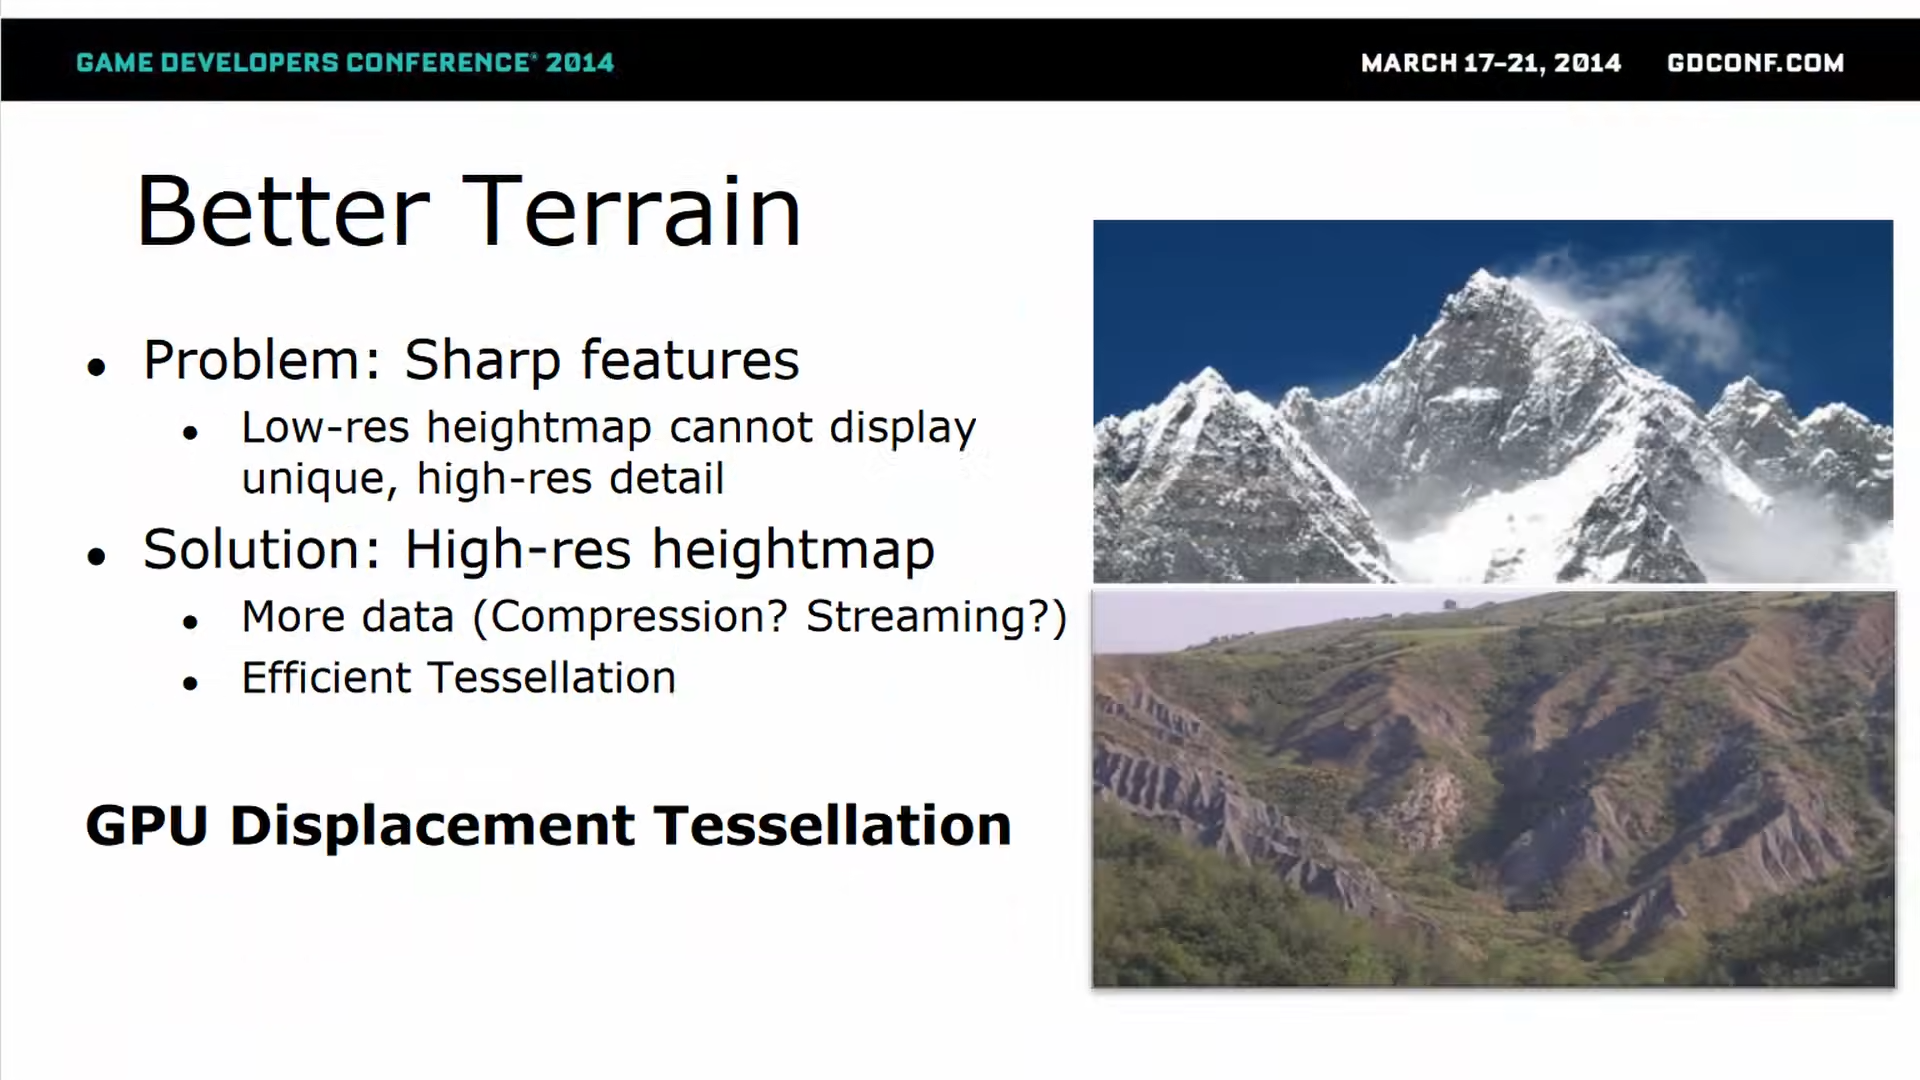 GAME DEVELOPERS CONFERENCE® 2014
MARCH 17–21, 2014 GDCONF.COM
Better Terrain
• Problem: Sharp features
• Low-res heightmap cannot display
unique, high-res detail
• Solution: High-res heightmap
• More data (Compression? Streaming?)
• Efficient Tessellation
GPU Displacement Tessellation